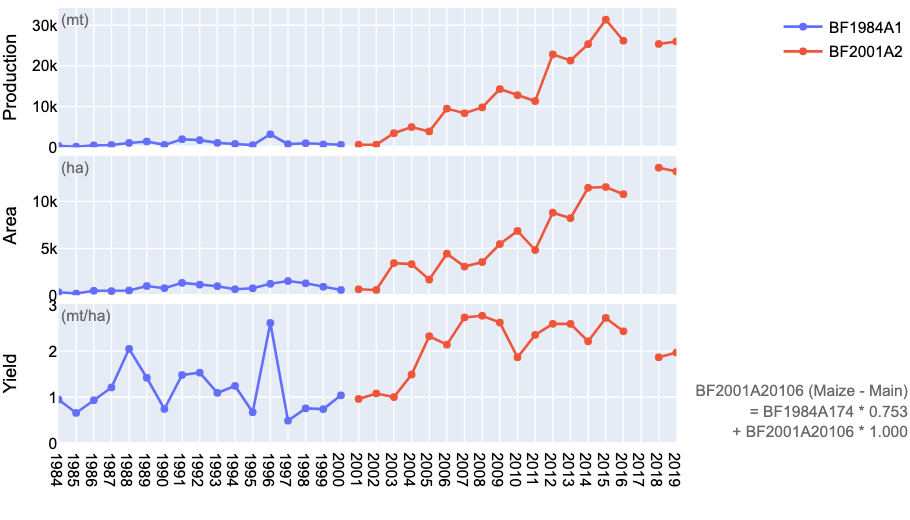 Production
(mt)
30k
20k
10k
0
Area
(ha)
10k
5k
0
Yield
(mt/ha)
3
2
1
0
1984
1985
1986
1987
1988
1989
1990
1991
1992
1993
1994
1995
1996
1997
1998
1999
2000
2001
2002
2003
2004
2005
2006
2007
2008
2009
2010
2011
2012
2013
2014
2015
2016
2017
2018
2019
BF1984A1
BF2001A2
BF2001A20106 (Maize - Main)
= BF1984A174 * 0.753
+ BF2001A20106 * 1.000